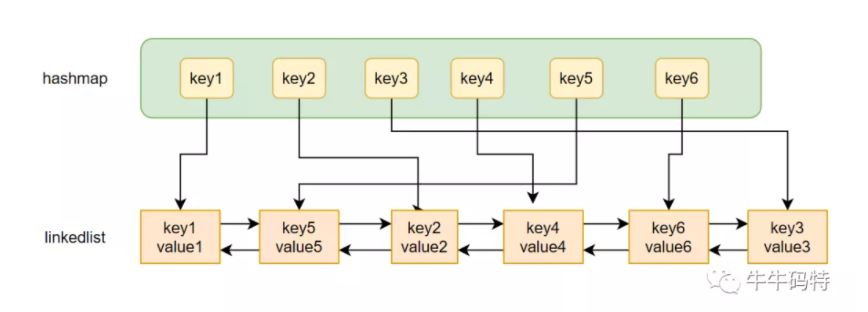 hashmap
key1 key2 key3 key4 key5 key6
linkedlist
key1 key5 key2 key4 key6 key3
value1 value5 value2 value4 value6 value3
牛牛码特